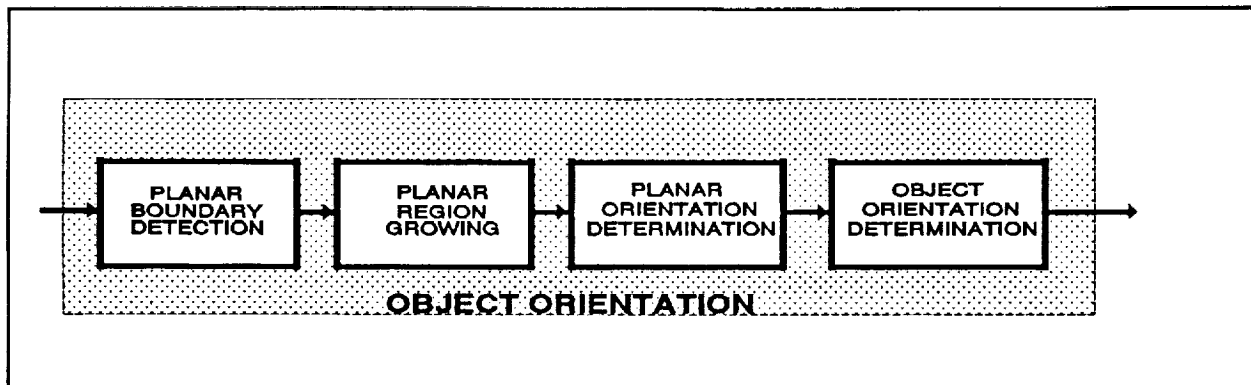 PLANAR
BOUNDARY
DETECTION
PLANAR
REGION
GROWING
PLANAR
ORIENTATION
DETERMINATION
OBJECT
ORIENTATION
DETERMINATION
OBJECT ORIENTATION